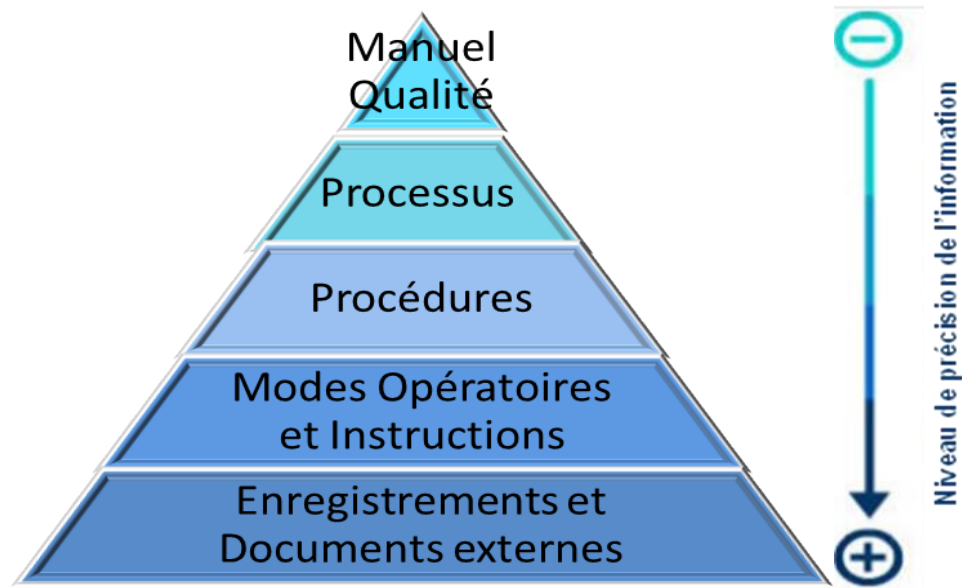 Manuel
Qualité
Processus
Procédures
Modes Opératoires
et Instructions
Enregistrements et
Documents externes
Niveau de précision de l'information